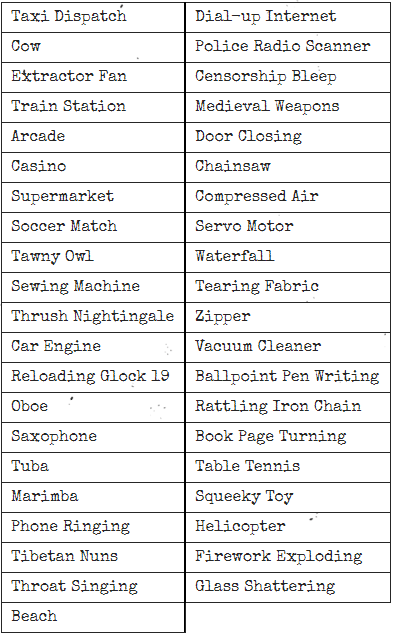 Taxi Dispatch Dial-up Internet
Cow Police Radio Scanner
Extractor Fan Censorship Bleep
Train Station Medieval Weapons
Arcade Door Closing
Casino Chainsaw
Supermarket Compressed Air
Soccer Match Servo Motor
Tawny Owl Waterfall
Sewing Machine Tearing Fabric
Thrush Nightingale Zipper
Car Engine Vacuum Cleaner
Reloading Glock 19 Ballpoint Pen Writing
Oboe Rattling Iron Chain
Saxophone Book Page Turning
Tuba Table Tennis
Marimba Squeeky Toy
Phone Ringing Helicopter
Tibetan Nuns Firework Exploding
Throat Singing Glass Shattering
Beach